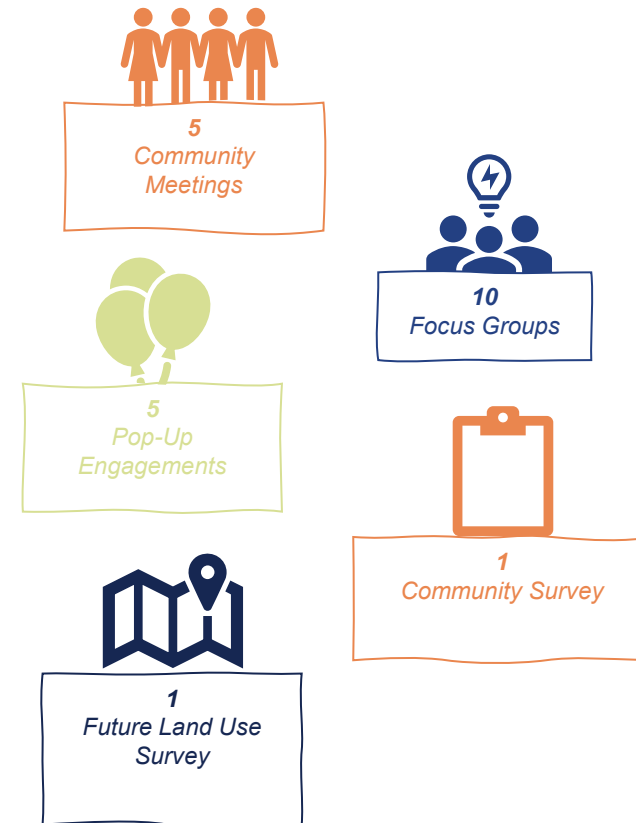 5
Community
Meetings
10
Focus Groups
5
Pop-Up
Engagements
1
Community Survey
1
Future Land Use
Survey